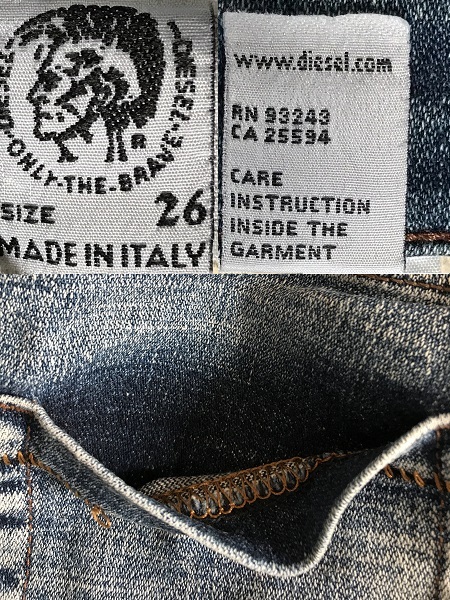 DIESEL
ONLY-THE-BRAVE
DIESEL
R
SIZE 26
MADE IN ITALY
www.diesel.com
RN 93243
CA 25594
CARE
INSTRUCTION
INSIDE THE
GARMENT